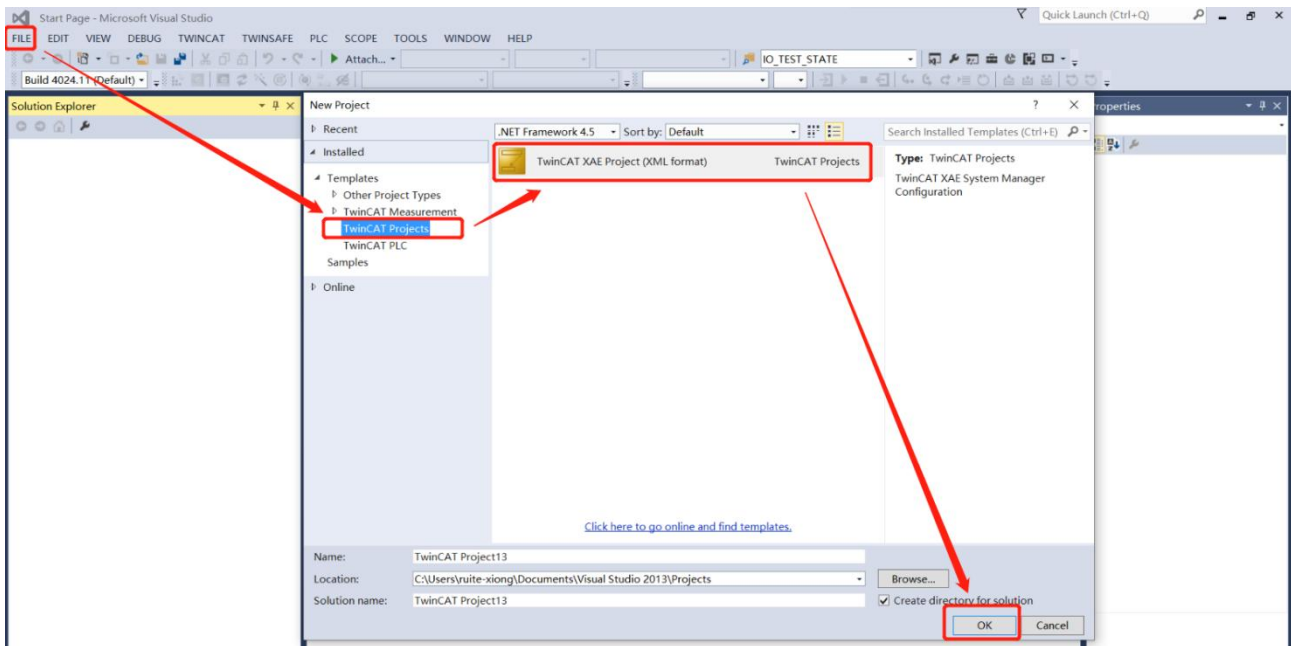 Start Page - Microsoft Visual Studio
Quick Launch (Ctrl+Q)
FILE EDIT VIEW DEBUG TWINCAT TWINSAFE PLC SCOPE TOOLS WINDOW HELP
Attach... IO_TEST_STATE
Build 4024.11 (Default)
Solution Explorer
New Project
Properties
Recent
.NET Framework 4.5 Sort by: Default
Search Installed Templates (Ctrl+E)
Installed
TwinCAT XAE Project (XML format) TwinCAT Projects
Type: TwinCAT Projects
TwinCAT XAE System Manager
Configuration
Templates
Other Project Types
TwinCAT Measurement
TwinCAT Projects
TwinCAT PLC
Samples
Online
Click here to go online and find templates.
Name: TwinCAT Project13
Location: C:\Users\ruite-xiong\Documents\Visual Studio 2013\Projects Browse...
Solution name: TwinCAT Project13 Create directory for solution
OK Cancel